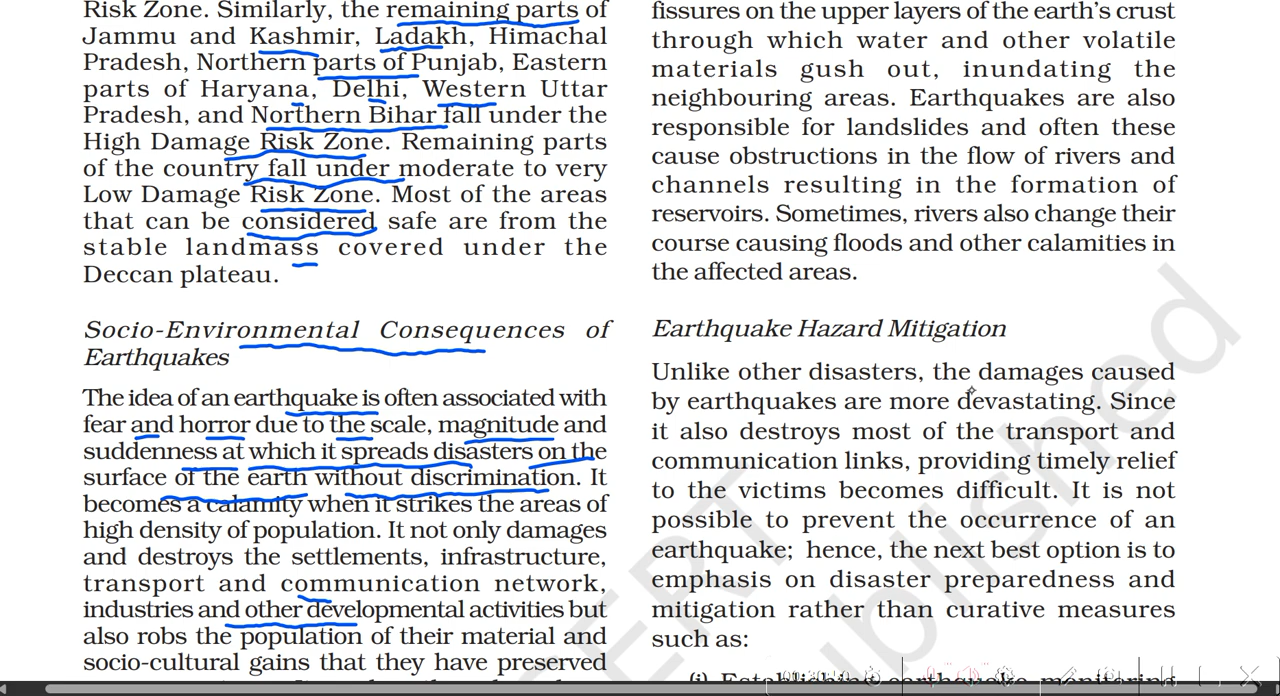 Risk Zone. Similarly, the remaining parts of
Jammu and Kashmir, Ladakh, Himachal
Pradesh, Northern parts of Punjab, Eastern
parts of Haryana, Delhi, Western Uttar
Pradesh, and Northern Bihar fall under the
High Damage Risk Zone. Remaining parts
of the country fall under moderate to very
Low Damage Risk Zone. Most of the areas
that can be considered safe are from the
stable landmass covered under the
Deccan plateau.
Socio-Environmental Consequences of
Earthquakes
The idea of an earthquake is often associated with
fear and horror due to the scale, magnitude and
suddenness at which it spreads disasters on the
surface of the earth without discrimination. It
becomes a calamity when it strikes the areas of
high density of population. It not only damages
and destroys the settlements, infrastructure,
transport and communication network,
industries and other developmental activities but
also robs the population of their material and
socio-cultural gains that they have preserved
fissures on the upper layers of the earth's crust
through which water and other volatile
materials gush out, inundating the
neighbouring areas. Earthquakes are also
responsible for landslides and often these
cause obstructions in the flow of rivers and
channels resulting in the formation of
reservoirs. Sometimes, rivers also change their
course causing floods and other calamities in
the affected areas.
Earthquake Hazard Mitigation
Unlike other disasters, the damages caused
by earthquakes are more devastating. Since
it also destroys most of the transport and
communication links, providing timely relief
to the victims becomes difficult. It is not
possible to prevent the occurrence of an
earthquake; hence, the next best option is to
emphasis on disaster preparedness and
mitigation rather than curative measures
such as:
(i) Establishing earthquake monitoring